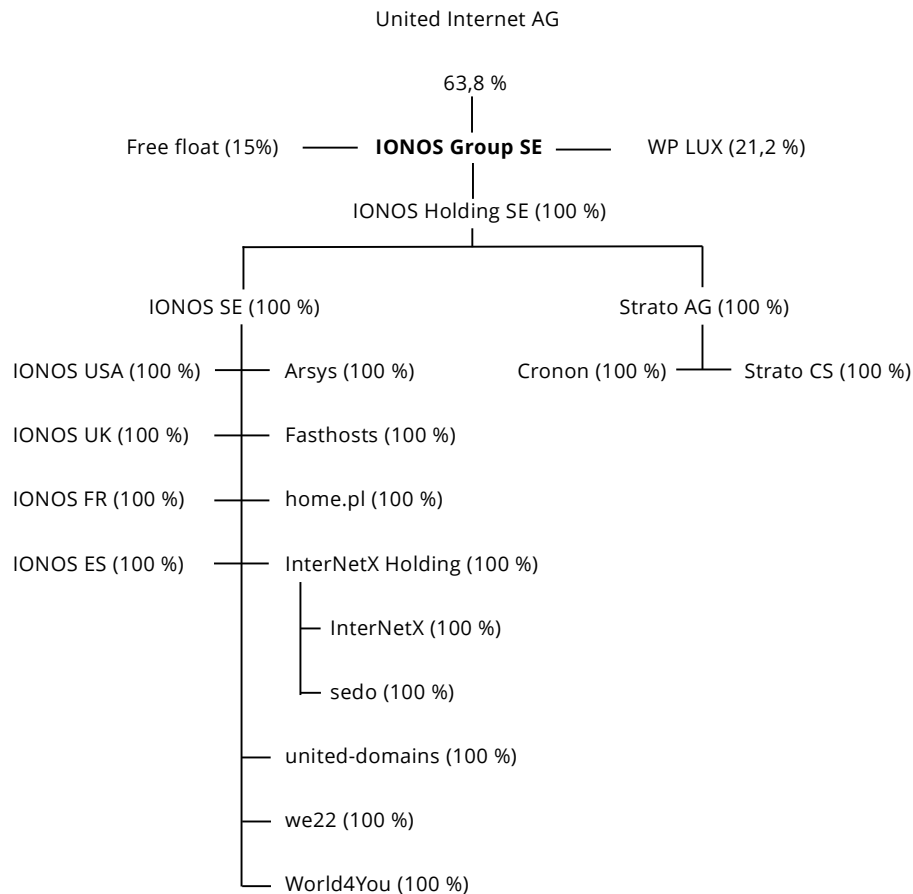 United Internet AG
63,8 %
Free float (15%) IONOS Group SE WP LUX (21,2 %)
IONOS Holding SE (100 %)
IONOS SE (100 %) Strato AG (100 %)
IONOS USA (100 %) Arsys (100 %) Cronon (100 %) Strato CS (100 %)
IONOS UK (100 %) Fasthosts (100 %)
IONOS FR (100 %) home.pl (100 %)
IONOS ES (100 %) InterNetX Holding (100 %)
InterNetX (100 %)
sedo (100 %)
united-domains (100 %)
we22 (100 %)
World4You (100 %)